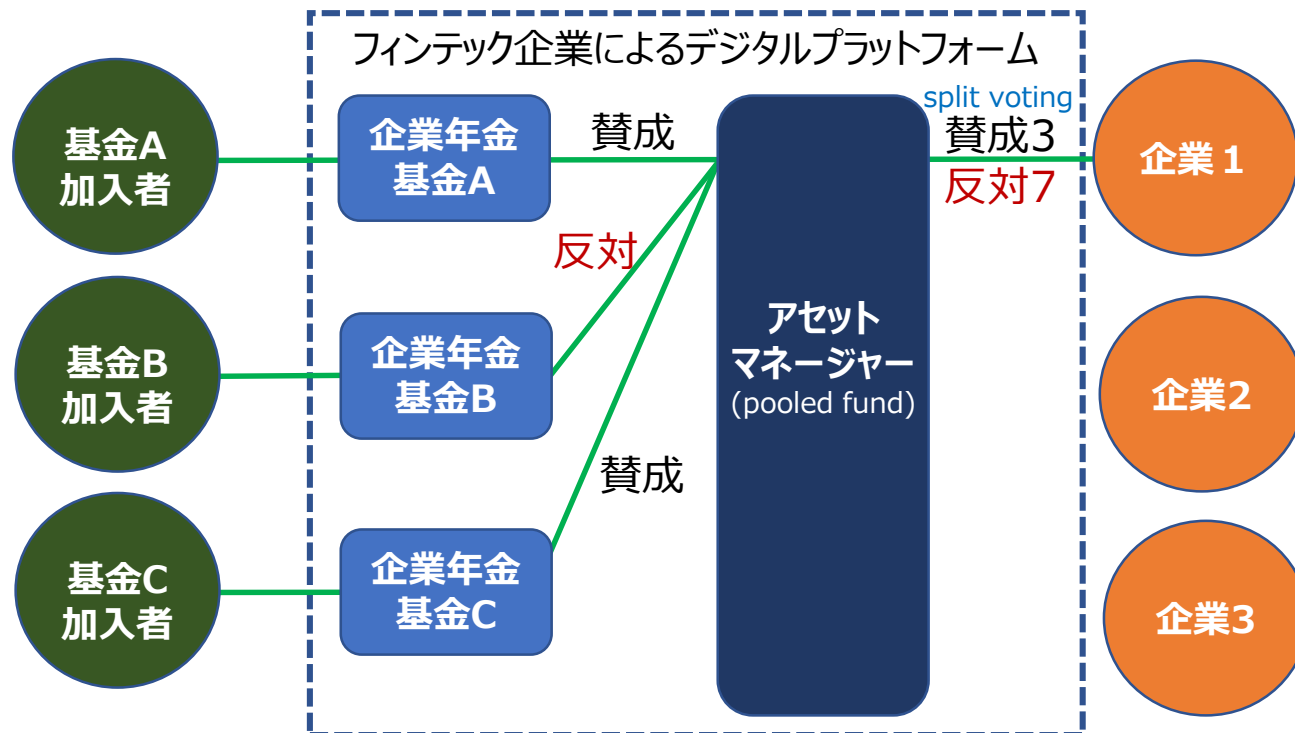 フィンテック企業によるデジタルプラットフォーム
基金A
加入者
企業年金
基金A
賛成
split voting
賛成3
反対7
企業１
反対
基金B
加入者
企業年金
基金B
アセット
マネージャー
(pooled fund)
企業2
賛成
基金C
加入者
企業年金
基金C
企業3